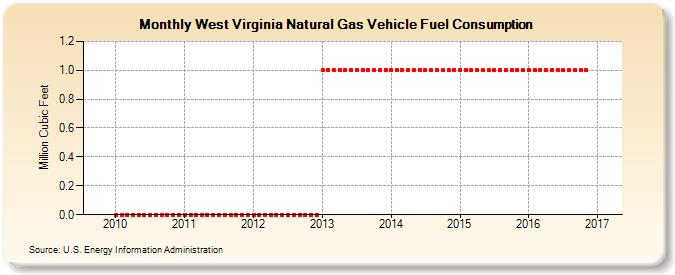 Monthly West Virginia Natural Gas Vehicle Fuel Consumption
Million Cubic Feet
1.2
1.0
0.8
0.6
0.4
0.2
0.0
2010 2011 2012 2013 2014 2015 2016 2017
Source: U.S. Energy Information Administration